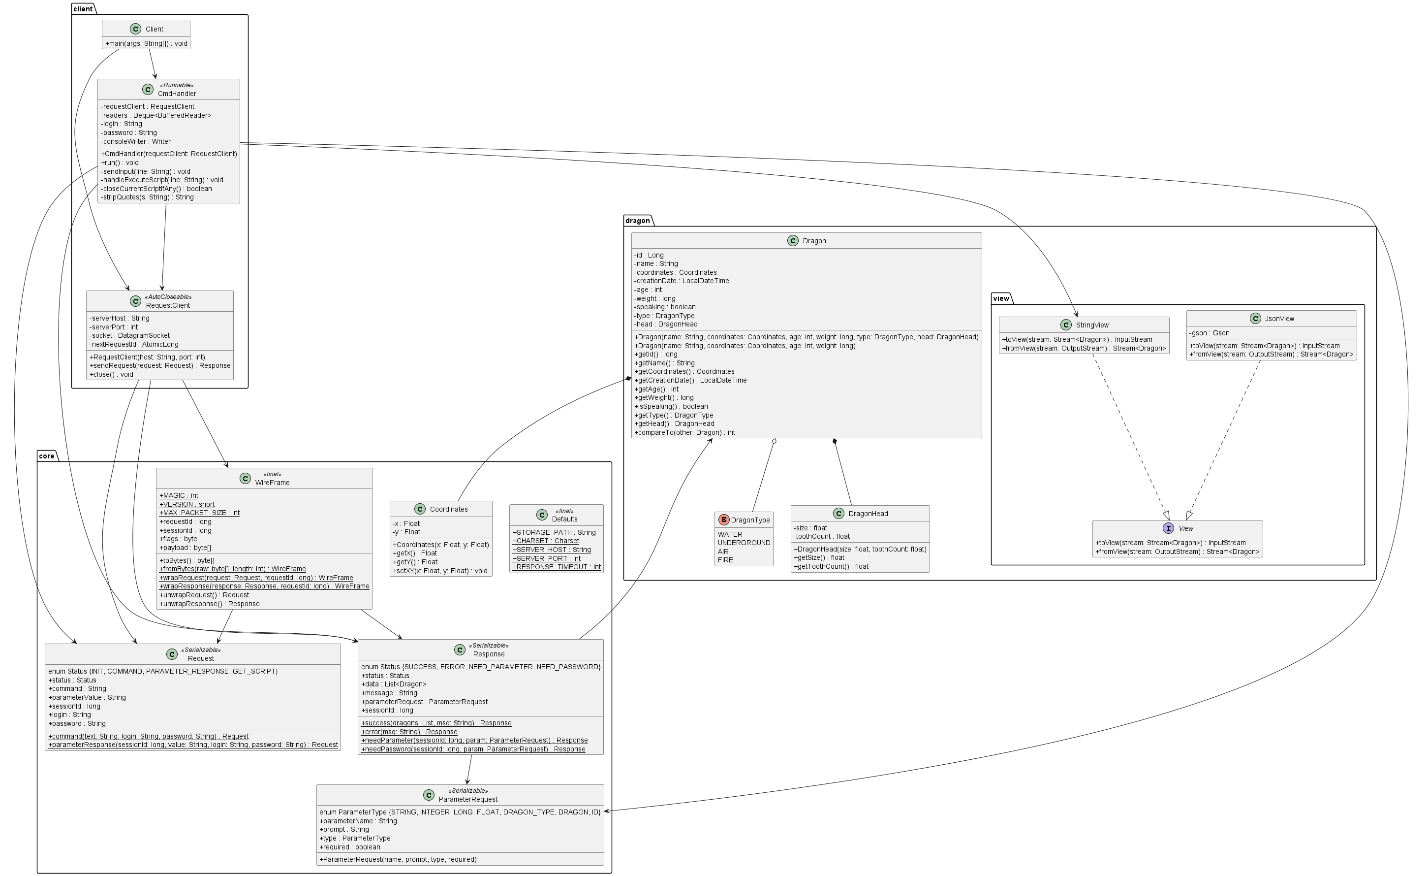 client
C Client
+main(args: String[]) : void
«Runnable»
C CmdHandler
-requestClient : RequestClient
-readers : Deque<BufferedReader>
-login : String
-password : String
-consoleWriter : Writer
+CmdHandler(requestClient: RequestClient)
+run() : void
-sendInput(line: String) : void
-handleExecuteScript(line: String) : void
-closeCurrentScriptIfAny() : boolean
-stripQuotes(s: String) : String
«AutoCloseable»
C RequestClient
-serverHost : String
-serverPort : int
-socket : DatagramSocket
-nextRequestId : AtomicLong
+RequestClient(host: String, port: int)
+sendRequest(request: Request) : Response
+close() : void
dragon
C Dragon
-id : Long
-name : String
-coordinates : Coordinates
-creationDate : LocalDateTime
-age : int
-weight : long
-speaking : boolean
-type : DragonType
-head : DragonHead
+Dragon(name: String, coordinates: Coordinates, age: int, weight: long, type: DragonType, head: DragonHead)
+Dragon(name: String, coordinates: Coordinates, age: int, weight: long)
+getId() : long
+getName() : String
+getCoordinates() : Coordinates
+getCreationDate() : LocalDateTime
+getAge() : int
+getWeight() : long
+isSpeaking() : boolean
+getType() : DragonType
+getHead() : DragonHead
+compareTo(other: Dragon) : int
view
C StringView
+toView(stream: Stream<Dragon>) : InputStream
+fromView(stream: OutputStream) : Stream<Dragon>
C JsonView
-gson : Gson
+toView(stream: Stream<Dragon>) : InputStream
+fromView(stream: OutputStream) : Stream<Dragon>
I View
+toView(stream: Stream<Dragon>) : InputStream
+fromView(stream: OutputStream) : Stream<Dragon>
E DragonType
WATER
UNDERGROUND
AIR
FIRE
C DragonHead
-size : float
-toothCount : float
+DragonHead(size: float, toothCount: float)
+getSize() : float
+getToothCount() : float
core
«final»
C WireFrame
+MAGIC : int
+VERSION : short
+MAX_PACKET_SIZE : int
+requestId : long
+sessionId : long
+flags : byte
+payload : byte[]
+toBytes() : byte[]
+fromBytes(raw: byte[], length: int) : WireFrame
+wrapRequest(request: Request, requestId: long) : WireFrame
+wrapResponse(response: Response, requestId: long) : WireFrame
+unwrapRequest() : Request
+unwrapResponse() : Response
C Coordinates
-x : Float
-y : Float
+Coordinates(x: Float, y: Float)
+getX() : Float
+getY() : Float
+setXY(x: Float, y: Float) : void
«final»
C Defaults
+STORAGE_PATH : String
+CHARSET : Charset
+SERVER_HOST : String
+SERVER_PORT : int
+RESPONSE_TIMEOUT : int
«Serializable»
C Request
enum Status {INIT, COMMAND, PARAMETER_RESPONSE, GET_SCRIPT}
+status : Status
+command : String
+parameterValue : String
+sessionId : long
+login : String
+password : String
+command(text: String, login: String, password: String) : Request
+parameterResponse(sessionId: long, value: String, login: String, password: String) : Request
«Serializable»
C Response
enum Status {SUCCESS, ERROR, NEED_PARAMETER, NEED_PASSWORD}
+status : Status
+data : List<Dragon>
+message : String
+parameterRequest : ParameterRequest
+sessionId : long
+success(dragons: List, msg: String) : Response
+error(msg: String) : Response
+needParameter(sessionId: long, param: ParameterRequest) : Response
+needPassword(sessionId: long, param: ParameterRequest) : Response
«Serializable»
C ParameterRequest
enum ParameterType {STRING, INTEGER, LONG, FLOAT, DRAGON_TYPE, DRAGON, ID}
+parameterName : String
+prompt : String
+type : ParameterType
+required : boolean
+ParameterRequest(name, prompt, type, required)